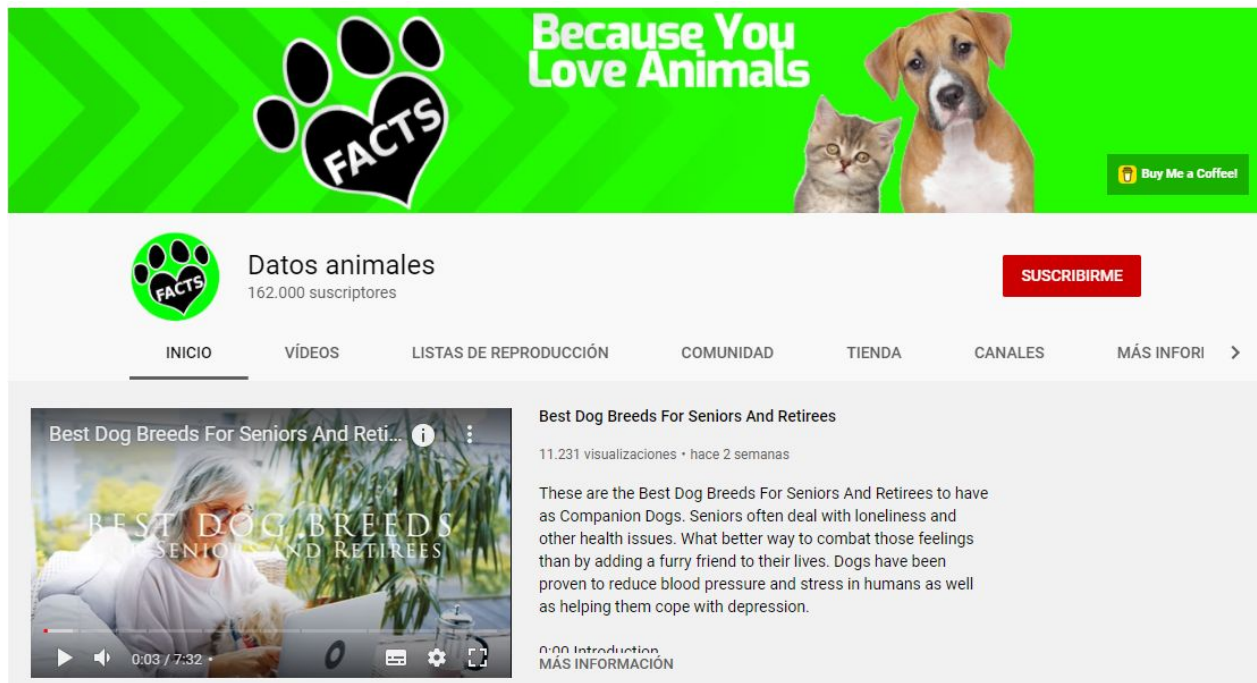 Because You
Love Animals
FACTS
Buy Me a Coffee!
FACTS
Datos animales
162.000 suscriptores
SUSCRIBIRME
INICIO VÍDEOS LISTAS DE REPRODUCCIÓN COMUNIDAD TIENDA CANALES MÁS INFORI
Best Dog Breeds For Seniors And Reti...
BEST DOG BREEDS
FOR SENIORS AND RETIREES
0:03 / 7:32
Best Dog Breeds For Seniors And Retirees
11.231 visualizaciones • hace 2 semanas
These are the Best Dog Breeds For Seniors And Retirees to have
as Companion Dogs. Seniors often deal with loneliness and
other health issues. What better way to combat those feelings
than by adding a furry friend to their lives. Dogs have been
proven to reduce blood pressure and stress in humans as well
as helping them cope with depression.
0:00 Introduction
MÁS INFORMACIÓN